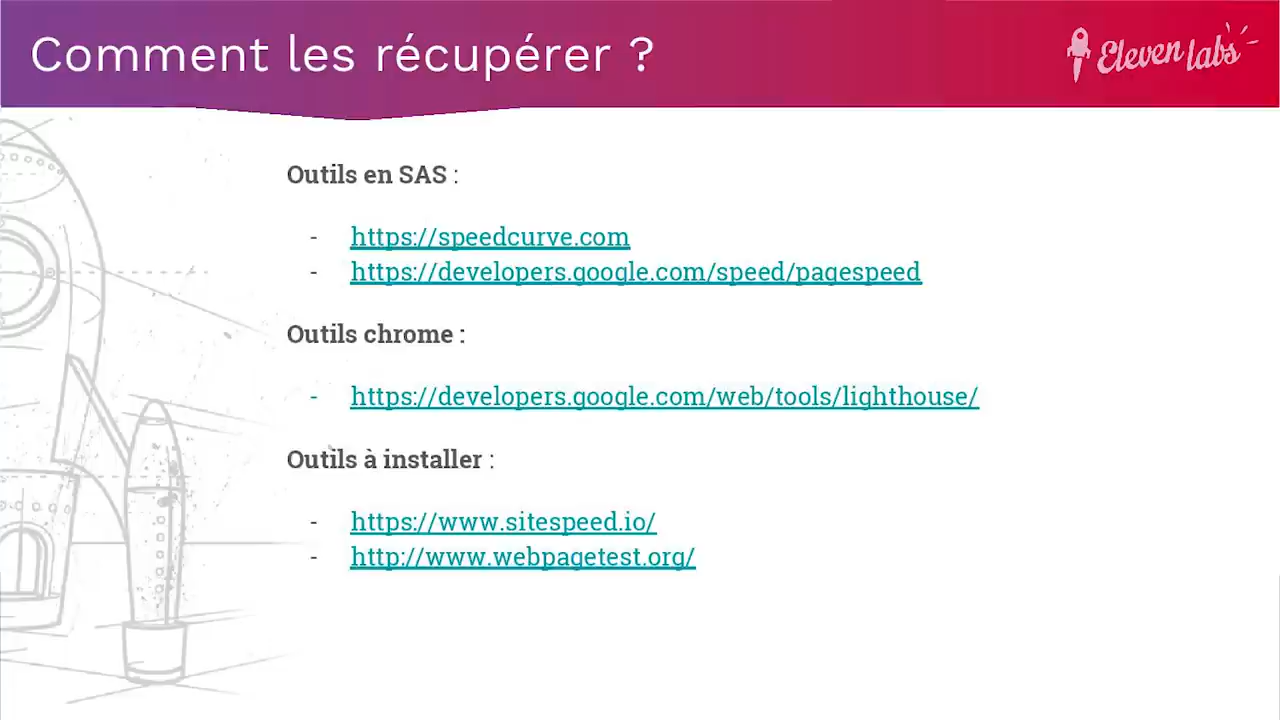 Comment les récupérer ?
Eleven labs
Outils en SAS :
- https://speedcurve.com
- https://developers.google.com/speed/pagespeed
Outils chrome :
- https://developers.google.com/web/tools/lighthouse/
Outils à installer :
- https://www.sitespeed.io/
- http://www.webpagetest.org/